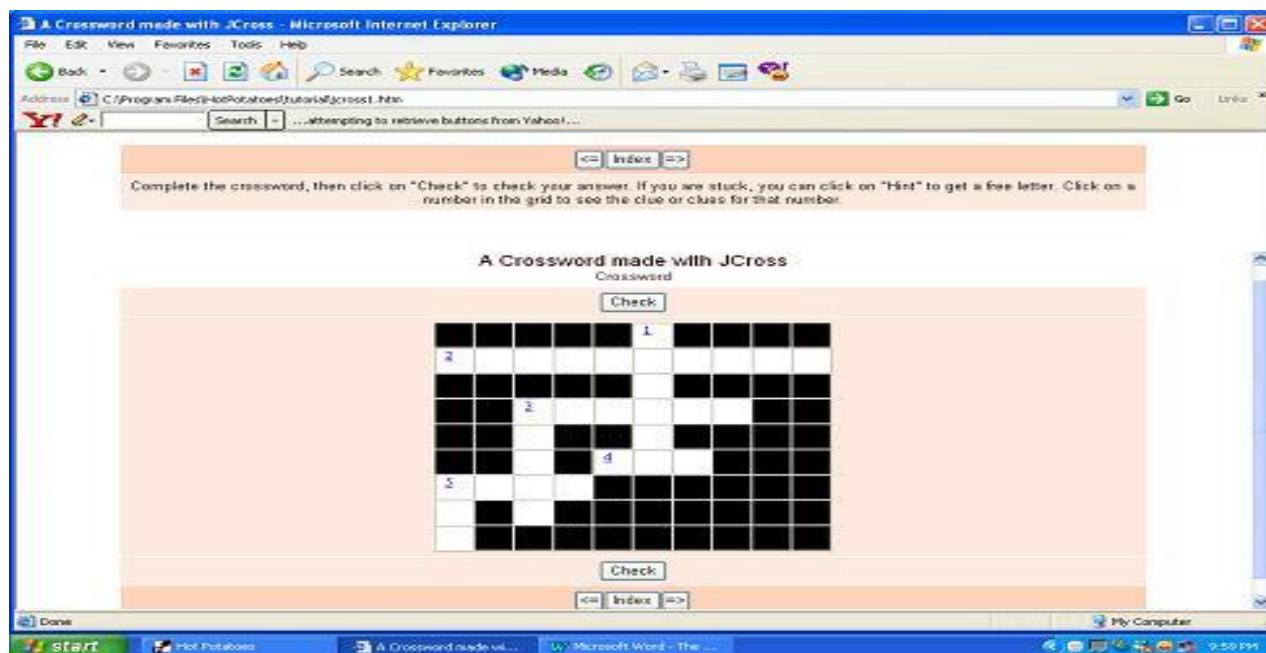 A Crossword made with JCross - Microsoft Internet Explorer
File Edit View Favorites Tools Help
Back Search Favorites Media
Address C:\Program Files\HotPotatoes\tutorial\jcross1.htm Go Links
Y! Search ...attempting to retrieve buttons from Yahoo!...
<= Index =>
Complete the crossword, then click on "Check" to check your answer. If you are stuck, you can click on "Hint" to get a free letter. Click on a
number in the grid to see the clue or clues for that number.
A Crossword made with JCross
Crossword
Check
1
2
3
4
5
Check
<= Index =>
Done My Computer
start Hot Potatoes A Crossword made wi... Microsoft Word - The ... 9:59 PM